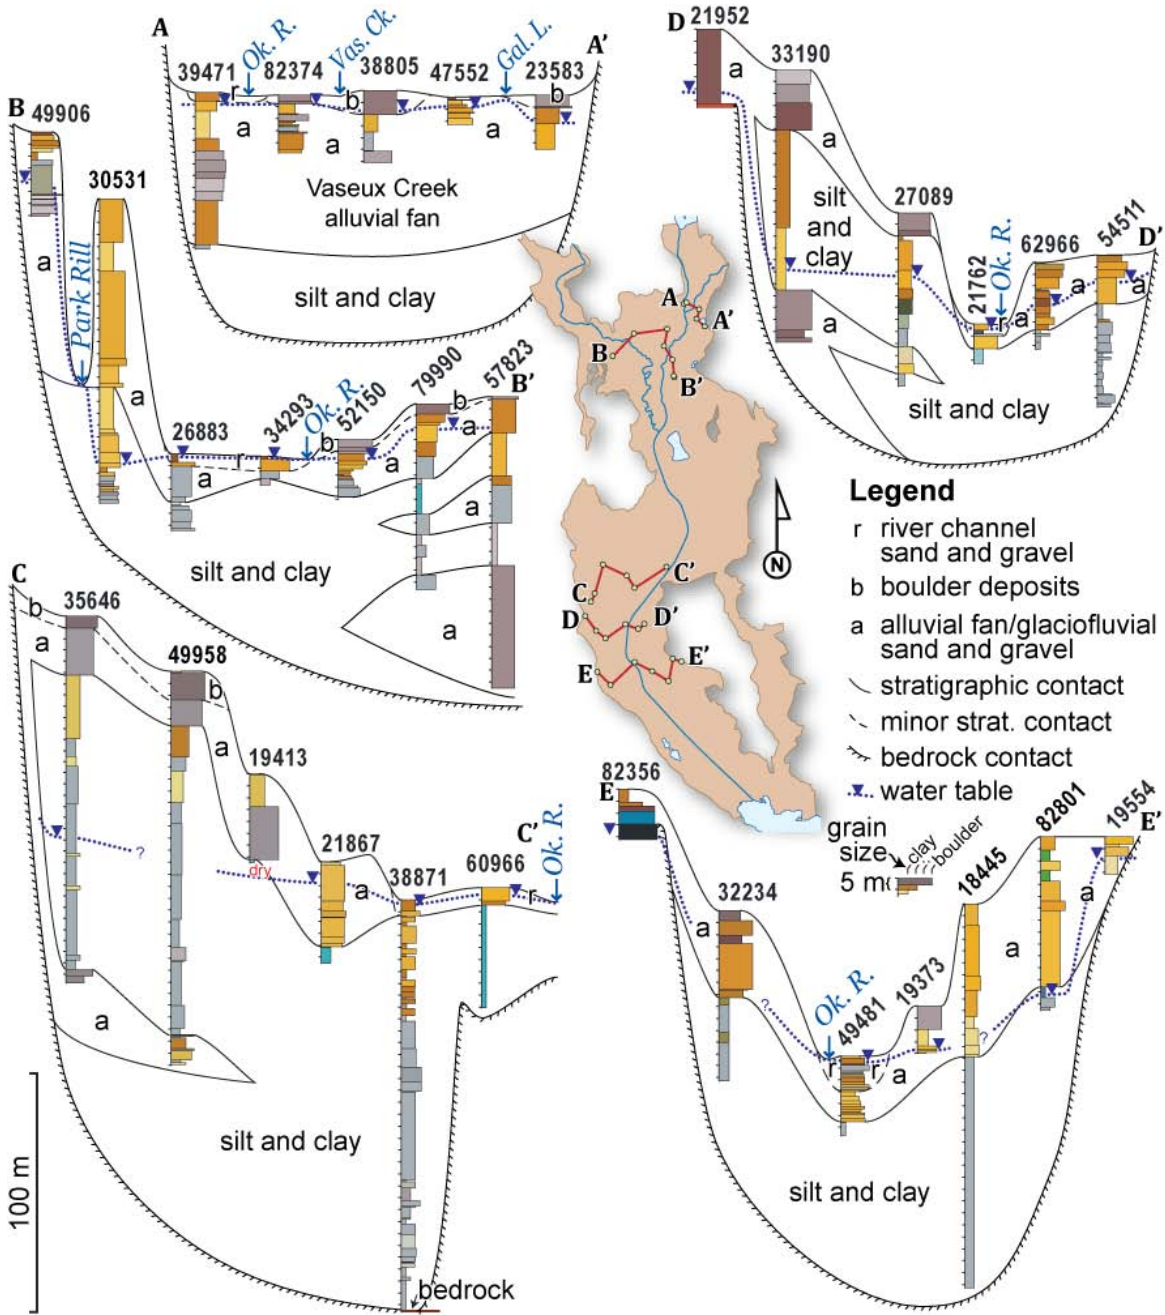 A
A'
39471
Ok. R.
82374
Vas. Ck.
38805
47552
Gal. L.
23583
r
b
b
a
a
a
Vaseux Creek
alluvial fan
silt and clay
B
49906
30531
a
Park Rill
a
26883
34293
Ok. R.
52150
79990
57823
B'
r
b
b
a
a
a
a
a
silt and clay
C
35646
b
a
49958
b
a
19413
dry
?
21867
a
38871
60966
C'
Ok. R.
r
a
silt and clay
bedrock
100 m
D
21952
a
33190
a
silt
and
clay
27089
a
21762
Ok. R.
r
a
62966
a
54511
a
D'
silt and clay
A
A'
B
B'
C
C'
D
D'
E
E'
N
Legend
r river channel
sand and gravel
b boulder deposits
a alluvial fan/glaciofluvial
sand and gravel
stratigraphic contact
minor strat. contact
bedrock contact
water table
grain
size
clay
boulder
5 m
E
82356
32234
a
?
Ok. R.
49481
r
r
a
19373
18445
?
a
82801
a
19554
E'
silt and clay